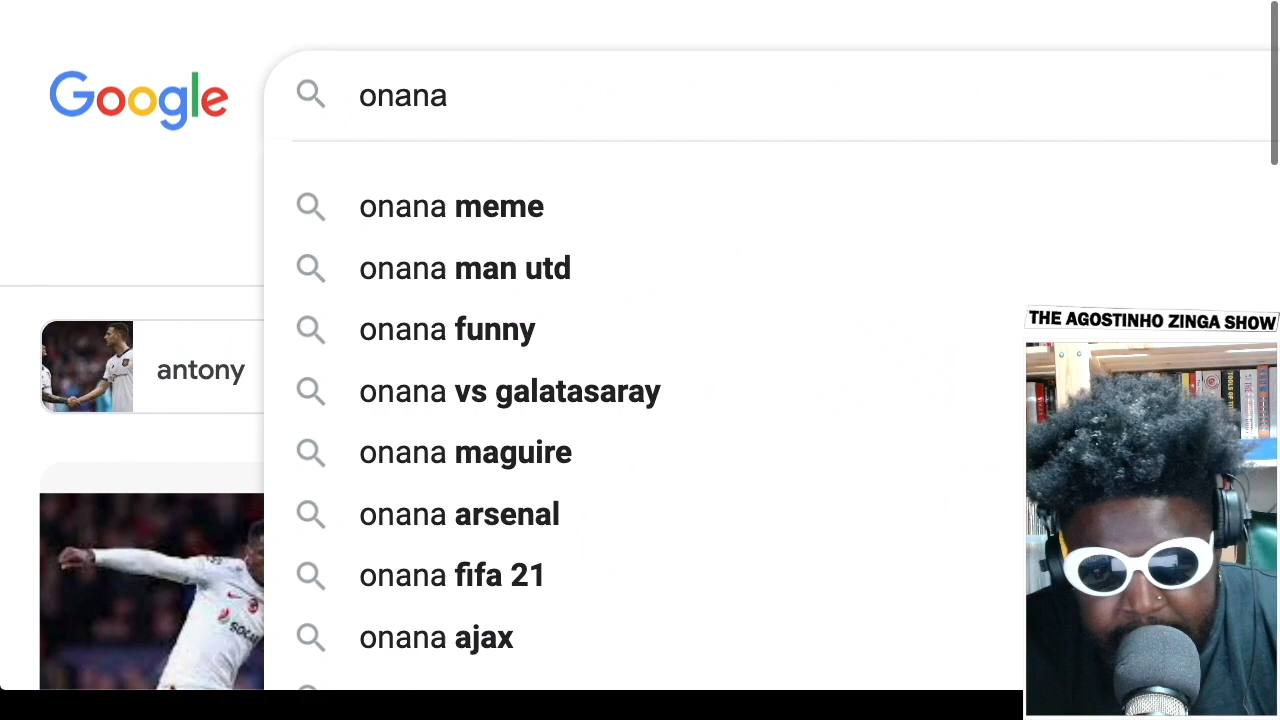 Google
onana
onana meme
onana man utd
onana funny
antony
onana vs galatasaray
onana maguire
onana arsenal
onana fifa 21
onana ajax
THE AGOSTINHO ZINGA SHOW